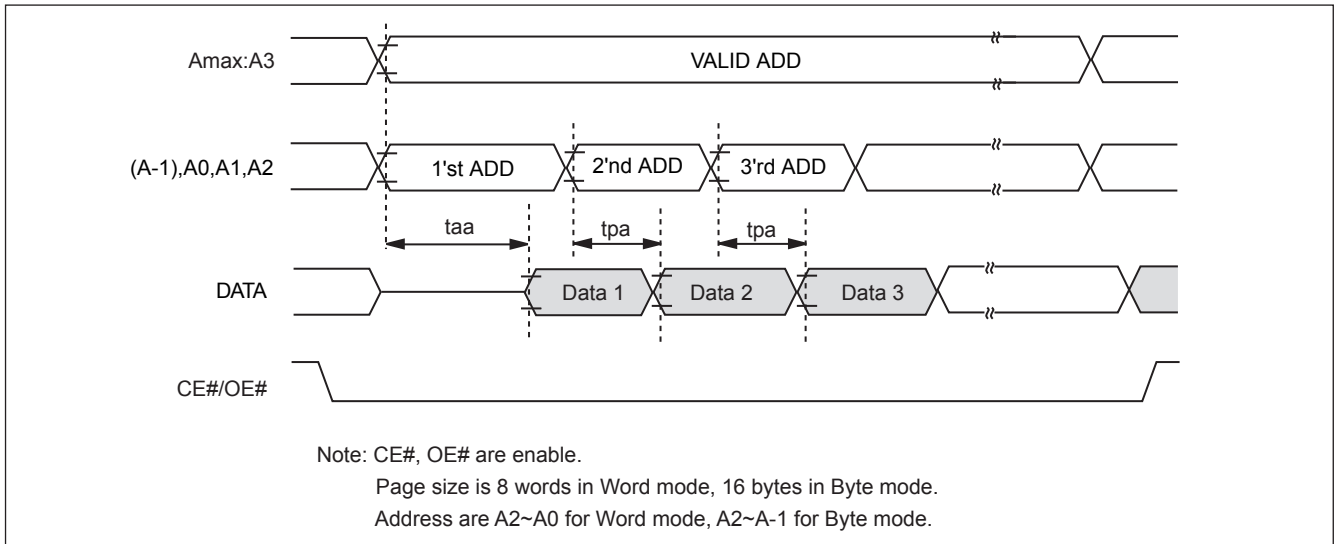 Amax:A3
VALID ADD
(A-1),A0,A1,A2
1'st ADD
2'nd ADD
3'rd ADD
taa
tpa
tpa
DATA
Data 1
Data 2
Data 3
CE#/OE#
Note: CE#, OE# are enable.
Page size is 8 words in Word mode, 16 bytes in Byte mode.
Address are A2~A0 for Word mode, A2~A-1 for Byte mode.